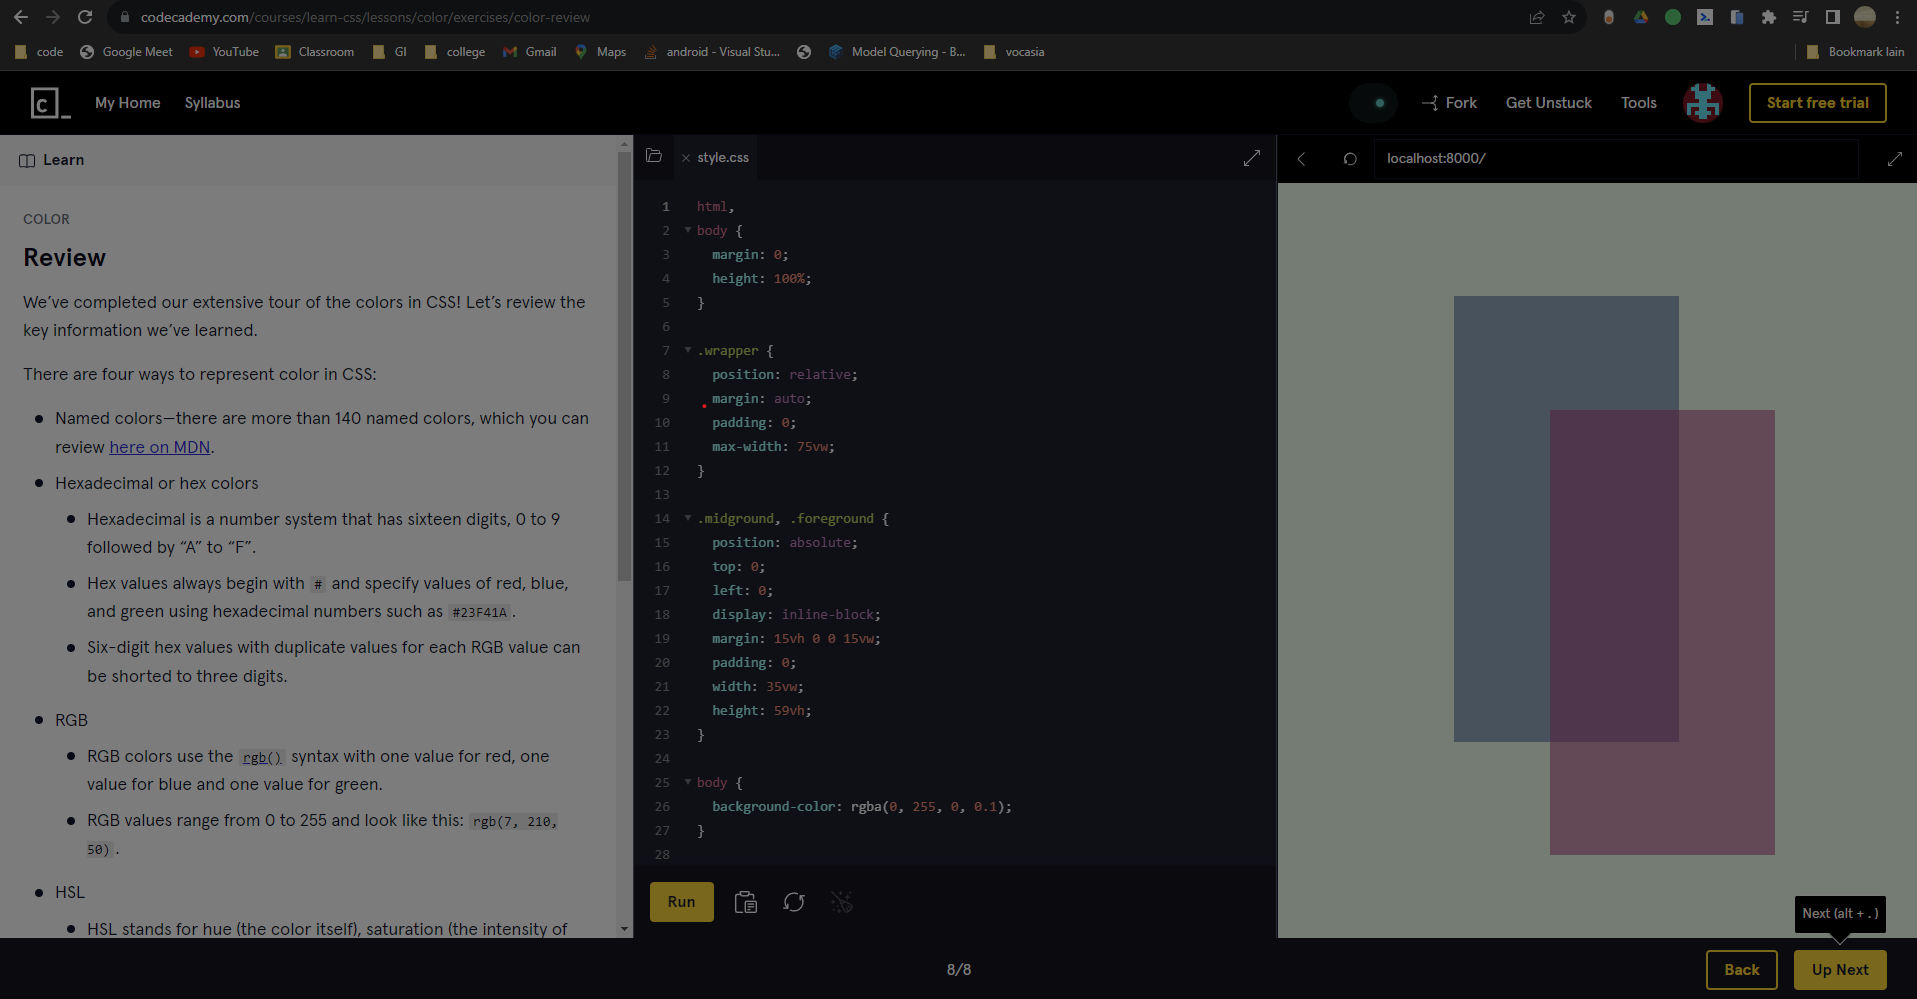 codecademy.com/courses/learn-css/lessons/color/exercises/color-review
code
Google Meet
YouTube
Classroom
GI
college
Gmail
Maps
android - Visual Stu...
Model Querying - B...
vocasia
Bookmark lain
c
My Home
Syllabus
Fork
Get Unstuck
Tools
Start free trial
Learn
COLOR
Review
We’ve completed our extensive tour of the colors in CSS! Let’s review the
key information we’ve learned.
There are four ways to represent color in CSS:
Named colors—there are more than 140 named colors, which you can
review here on MDN.
Hexadecimal or hex colors
Hexadecimal is a number system that has sixteen digits, 0 to 9
followed by “A” to “F”.
Hex values always begin with # and specify values of red, blue,
and green using hexadecimal numbers such as #23F41A.
Six-digit hex values with duplicate values for each RGB value can
be shorted to three digits.
RGB
RGB colors use the rgb() syntax with one value for red, one
value for blue and one value for green.
RGB values range from 0 to 255 and look like this: rgb(7, 210,
50).
HSL
HSL stands for hue (the color itself), saturation (the intensity of
style.css
1 html,
2 body {
3 margin: 0;
4 height: 100%;
5 }
6
7 .wrapper {
8 position: relative;
9 margin: auto;
10 padding: 0;
11 max-width: 75vw;
12 }
13
14 .midground, .foreground {
15 position: absolute;
16 top: 0;
17 left: 0;
18 display: inline-block;
19 margin: 15vh 0 0 15vw;
20 padding: 0;
21 width: 35vw;
22 height: 59vh;
23 }
24
25 body {
26 background-color: rgba(0, 255, 0, 0.1);
27 }
28
Run
localhost:8000/
Next (alt + .)
8/8
Back
Up Next